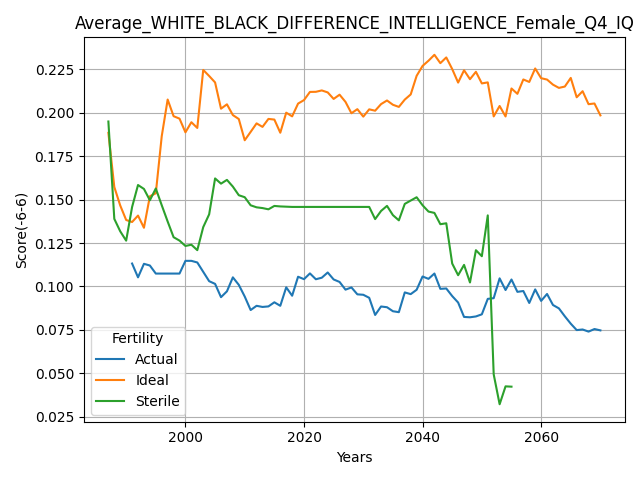 Average_WHITE_BLACK_DIFFERENCE_INTELLIGENCE_Female_Q4_IQ
0.225
0.200
0.175
0.150
0.125
0.100
0.075
0.050
0.025
Score(-6-6)
Fertility
Actual
Ideal
Sterile
2000
2020
2040
2060
Years